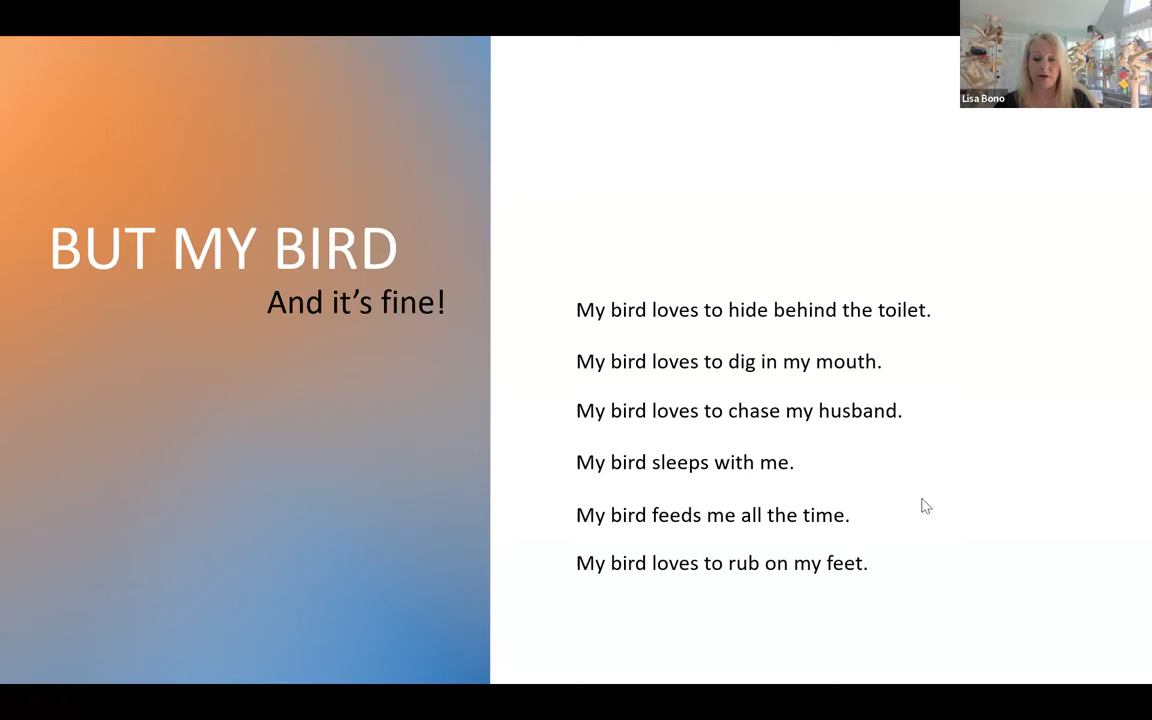 Lisa Bono
BUT MY BIRD
And it's fine!
My bird loves to hide behind the toilet.
My bird loves to dig in my mouth.
My bird loves to chase my husband.
My bird sleeps with me.
My bird feeds me all the time.
My bird loves to rub on my feet.